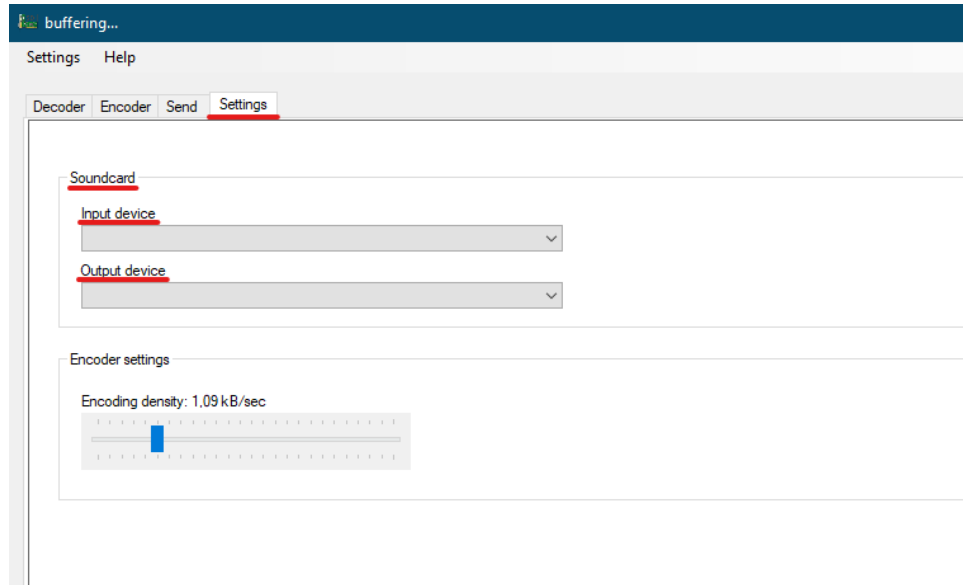 buffering...
Settings Help
Decoder Encoder Send Settings
Soundcard
Input device
Output device
Encoder settings
Encoding density: 1,09 kB/sec